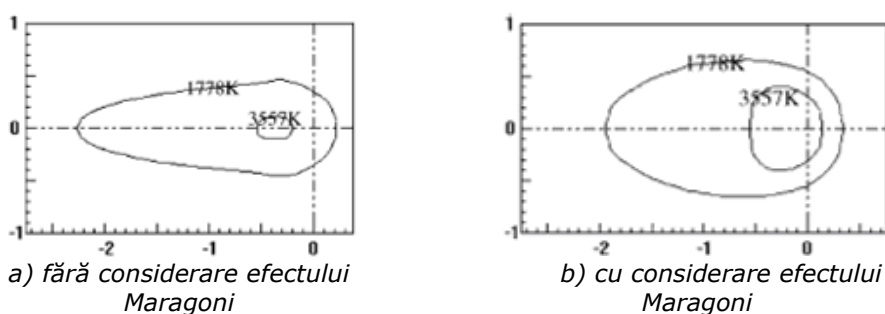 1
1778K
3557K
0
-1
-2
-1
0
a) fără considerare efectului
Maragoni
1
1778K
3557K
0
-1
-2
-1
0
b) cu considerare efectului
Maragoni